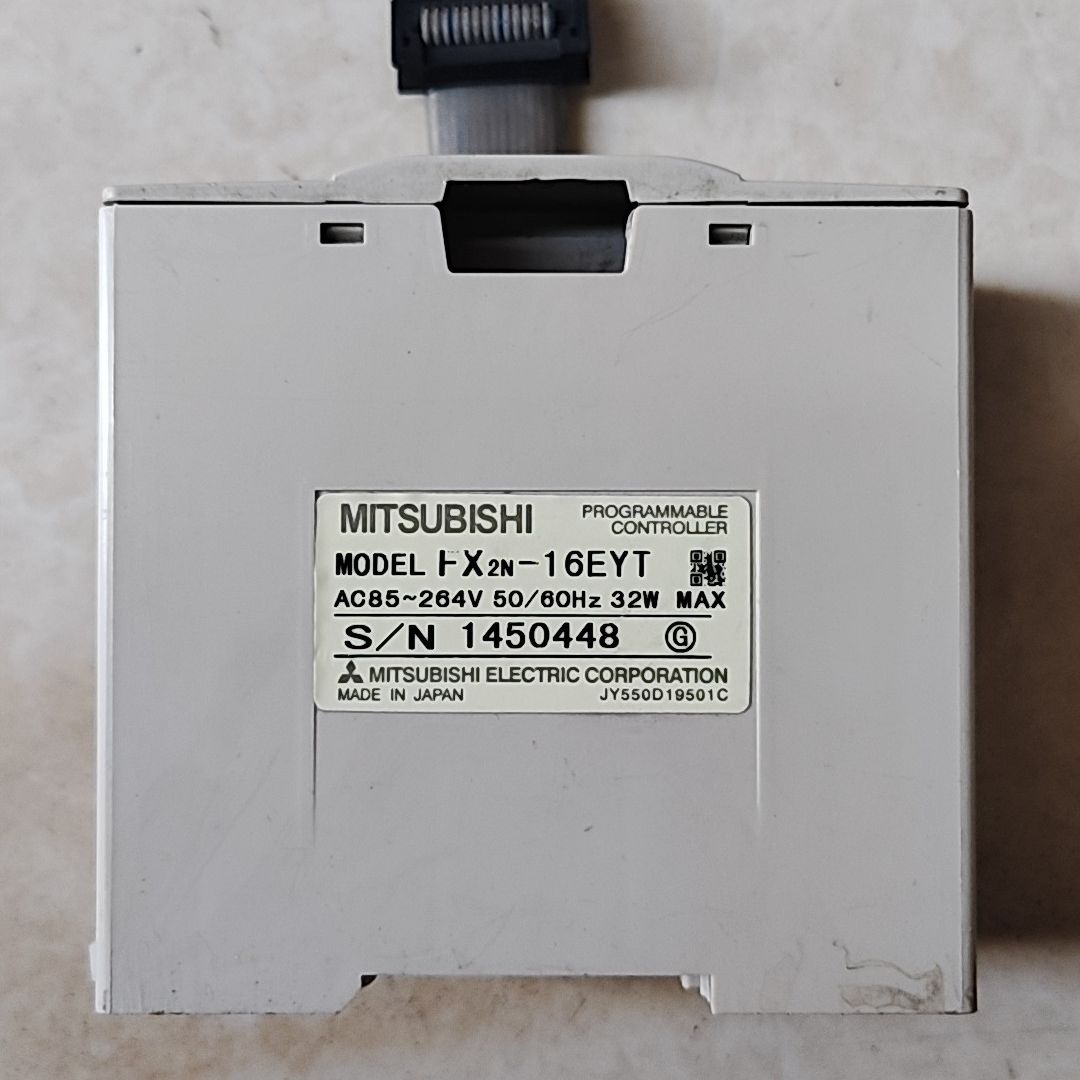 MITSUBISHI
PROGRAMMABLE
CONTROLLER
MODEL FX2N-16EYT
AC85~264V 50/60Hz 32W MAX
S/N 1450448 G
MITSUBISHI ELECTRIC CORPORATION
MADE IN JAPAN JY550D19501C